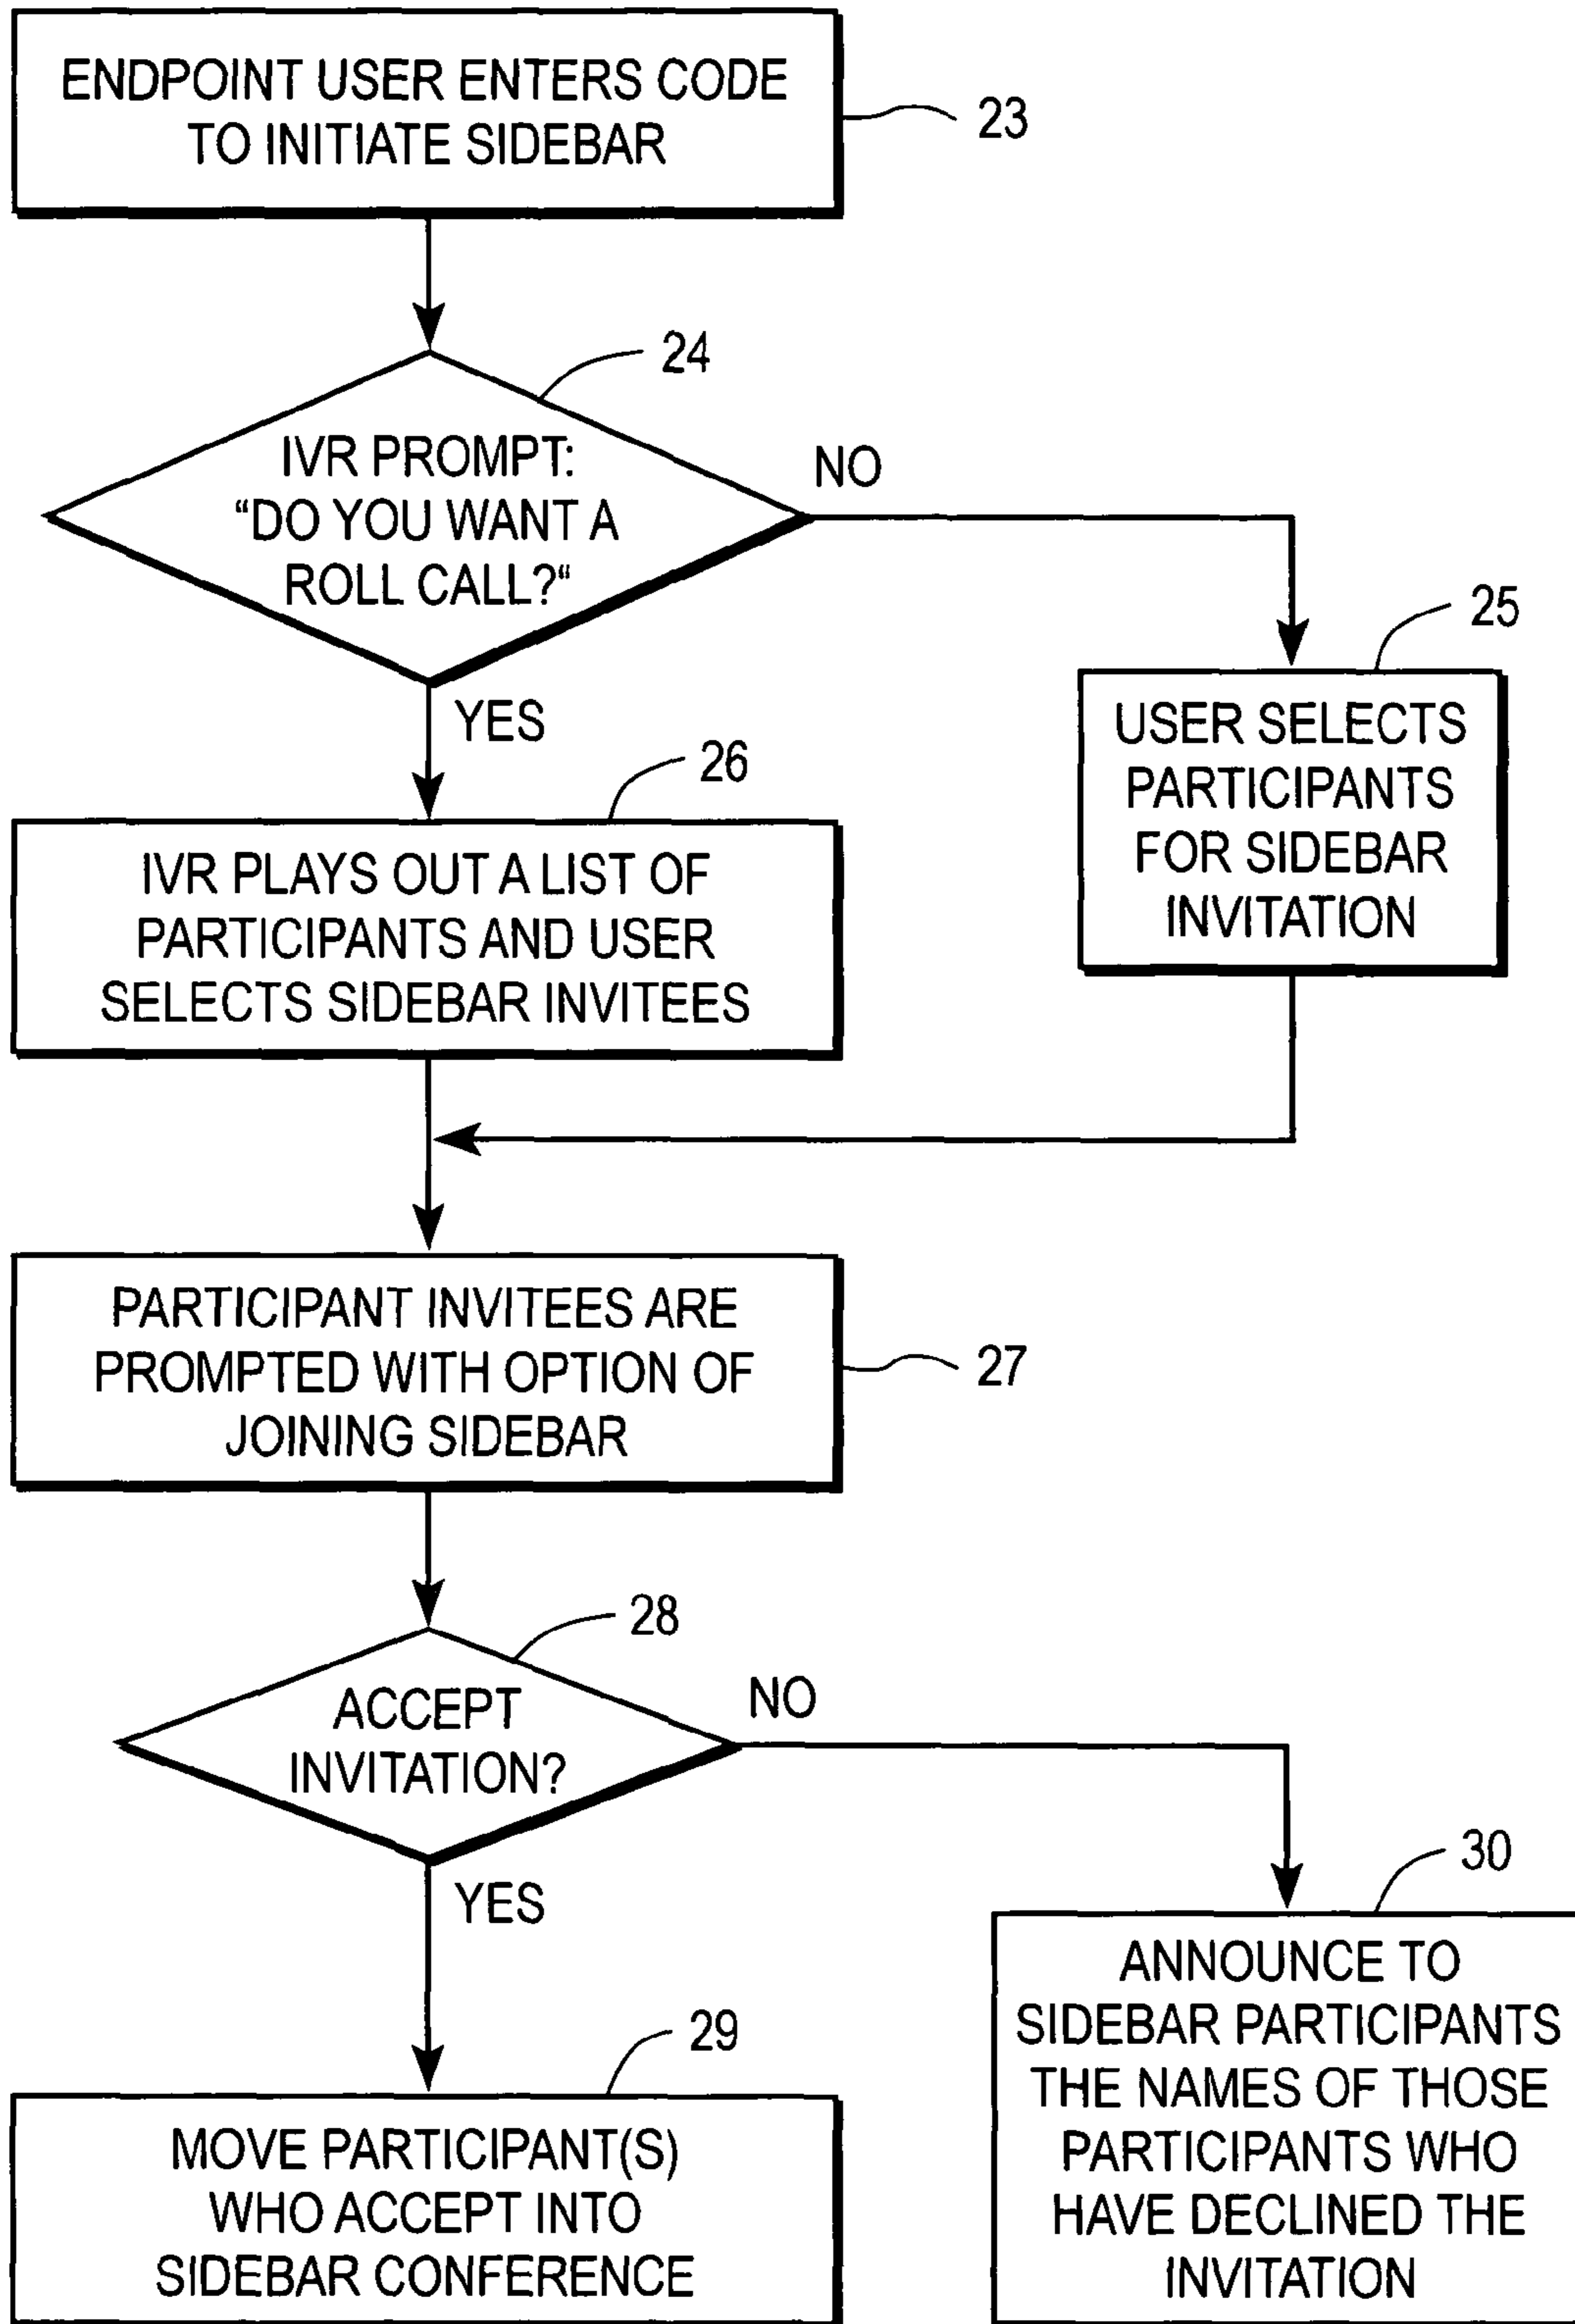 ENDPOINT USER ENTERS CODE
TO INITIATE SIDEBAR
23
24
IVR PROMPT:
“DO YOU WANT A
ROLL CALL?“
NO
YES
25
USER SELECTS
PARTICIPANTS
FOR SIDEBAR
INVITATION
26
IVR PLAYS OUT A LIST OF
PARTICIPANTS AND USER
SELECTS SIDEBAR INVITEES
PARTICIPANT INVITEES ARE
PROMPTED WITH OPTION OF
JOINING SIDEBAR
27
28
ACCEPT
INVITATION?
NO
YES
29
MOVE PARTICIPANT(S)
WHO ACCEPT INTO
SIDEBAR CONFERENCE
30
ANNOUNCE TO
SIDEBAR PARTICIPANTS
THE NAMES OF THOSE
PARTICIPANTS WHO
HAVE DECLINED THE
INVITATION